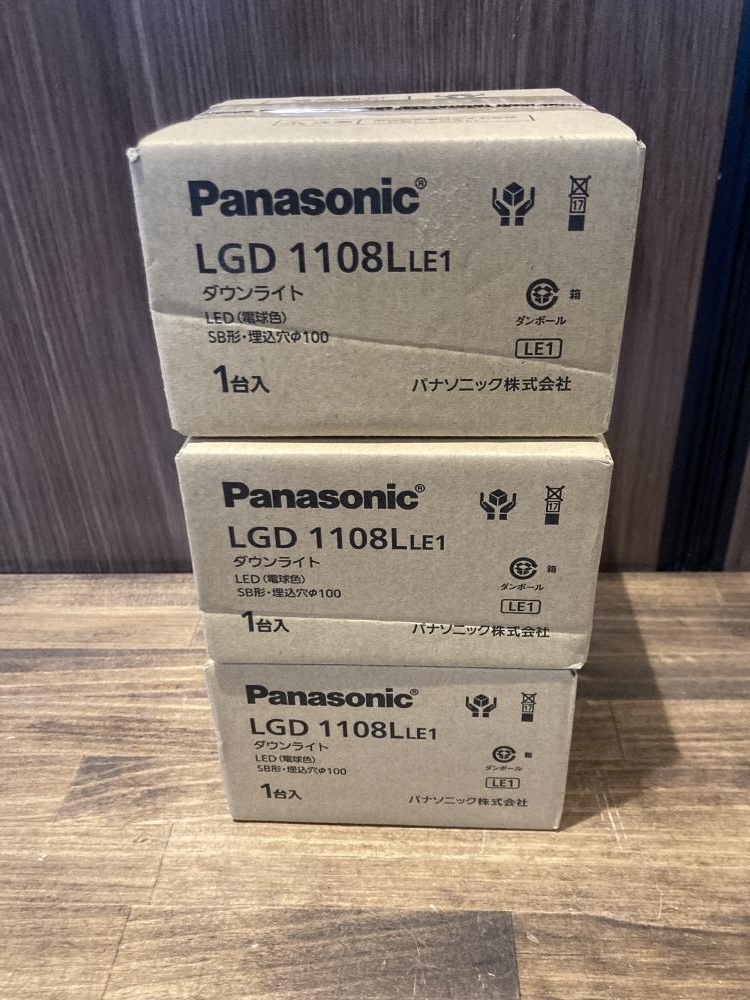 Panasonic®
LGD 1108LLE1
17
ダウンライト
箱
LED(電球色)
ダンボール
SB形・埋込穴φ100
LE1
1台入
パナソニック株式会社
Panasonic®
LGD 1108LLE1
17
ダウンライト
箱
LED(電球色)
ダンボール
SB形・埋込穴φ100
LE1
1台入
パナソニック株式会社
Panasonic®
LGD 1108LLE1
17
ダウンライト
箱
LED(電球色)
ダンボール
SB形・埋込穴φ100
LE1
1台入
パナソニック株式会社